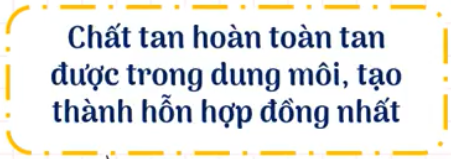 Chất tan hoàn toàn tan
được trong dung môi, tạo
thành hỗn hợp đồng nhất